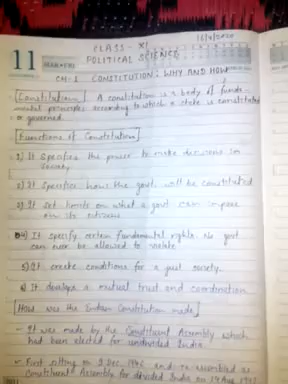 16/7/2020
CLASS - XI
11 MAR • FRI POLITICAL SCIENCE
CH-1 CONSTITUTION: WHY AND HOW
[Constitution] A constitution is a body of funda-
mental principles according to which a state is constituted
or governed.
[Functions of Constitution]
1) It specifies the power to make decisions in
society
2) It specifies how the govt will be constituted
3) It set limits on what a govt can impose
on its citizens
4) It specify certain fundamental rights. No govt
can ever be allowed to violate
5) It create conditions for a just society.
6) It develops a mutual trust and coordination
[How was the Indian Constitution made]
- It was made by the Constituent Assembly which
had been elected for undivided India
- First sitting on 9 Dec, 1946 and re-assembled as
Constituent Assembly for divided India on 14 Aug 1947